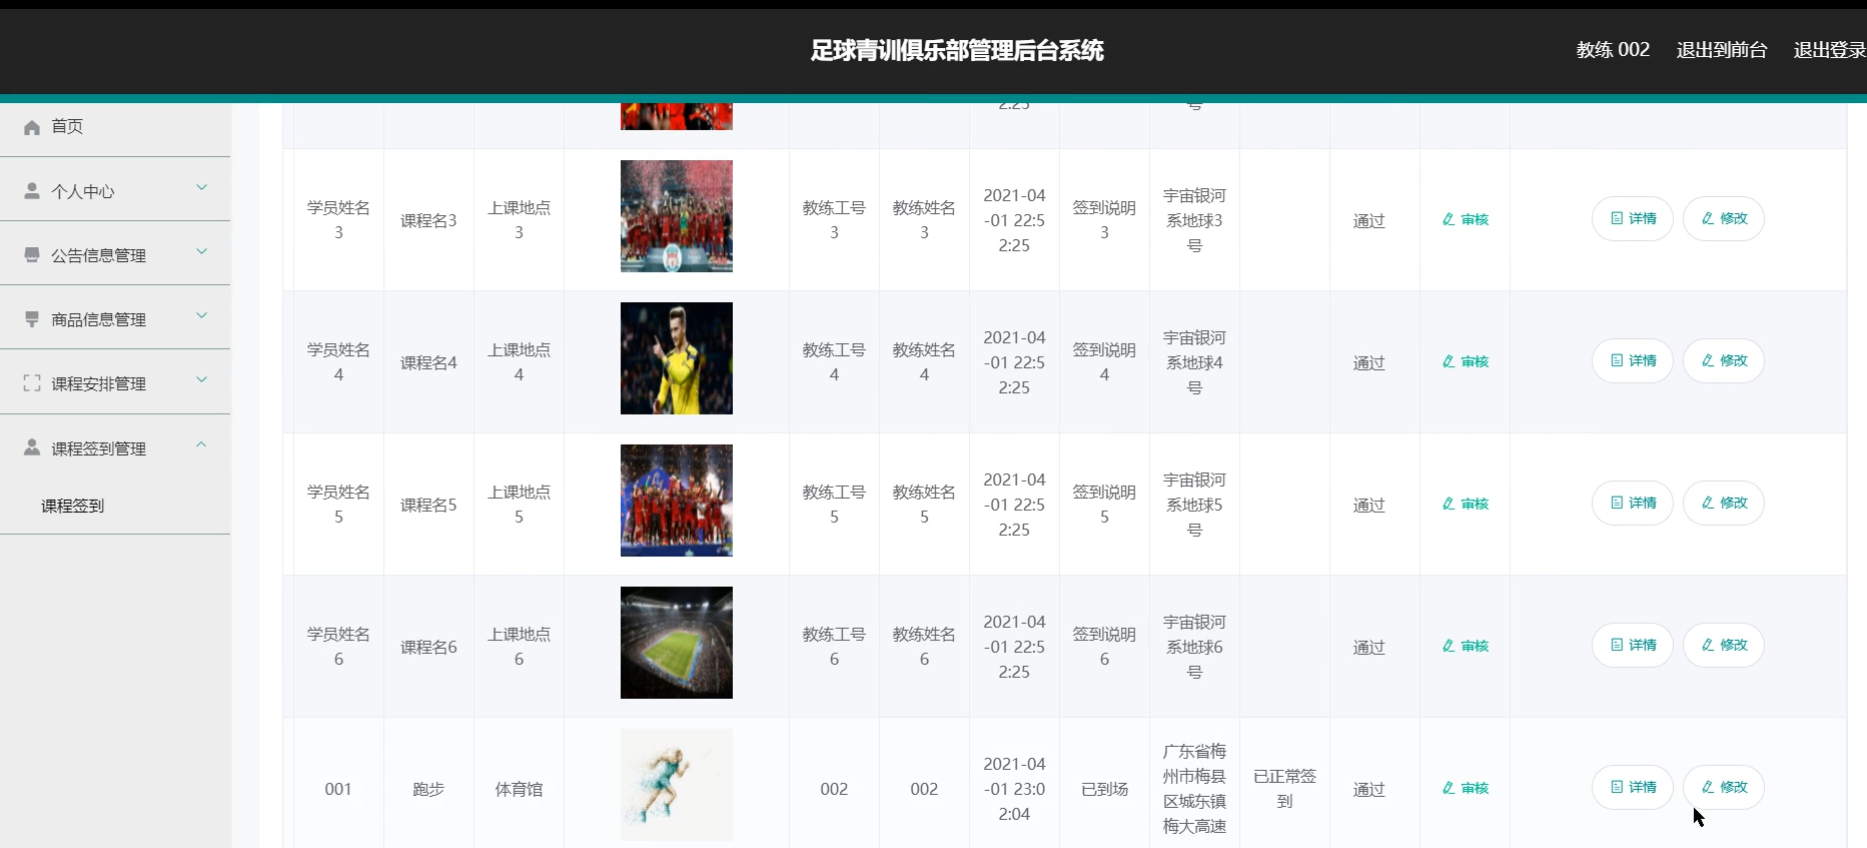 足球青训俱乐部管理后台系统
教练 002
退出到前台
退出登录
首页
个人中心
公告信息管理
商品信息管理
课程安排管理
课程签到管理
课程签到
2:25
号
学员姓名
3
课程名3
上课地点
3
教练工号
3
教练姓名
3
2021-04
-01 22:5
2:25
签到说明
3
宇宙银河
系地球3
号
通过
审核
详情
修改
学员姓名
4
课程名4
上课地点
4
教练工号
4
教练姓名
4
2021-04
-01 22:5
2:25
签到说明
4
宇宙银河
系地球4
号
通过
审核
详情
修改
学员姓名
5
课程名5
上课地点
5
教练工号
5
教练姓名
5
2021-04
-01 22:5
2:25
签到说明
5
宇宙银河
系地球5
号
通过
审核
详情
修改
学员姓名
6
课程名6
上课地点
6
教练工号
6
教练姓名
6
2021-04
-01 22:5
2:25
签到说明
6
宇宙银河
系地球6
号
通过
审核
详情
修改
001
跑步
体育馆
002
002
2021-04
-01 23:0
2:04
已到场
广东省梅
州市梅县
区城东镇
梅大高速
已正常签
到
通过
审核
详情
修改